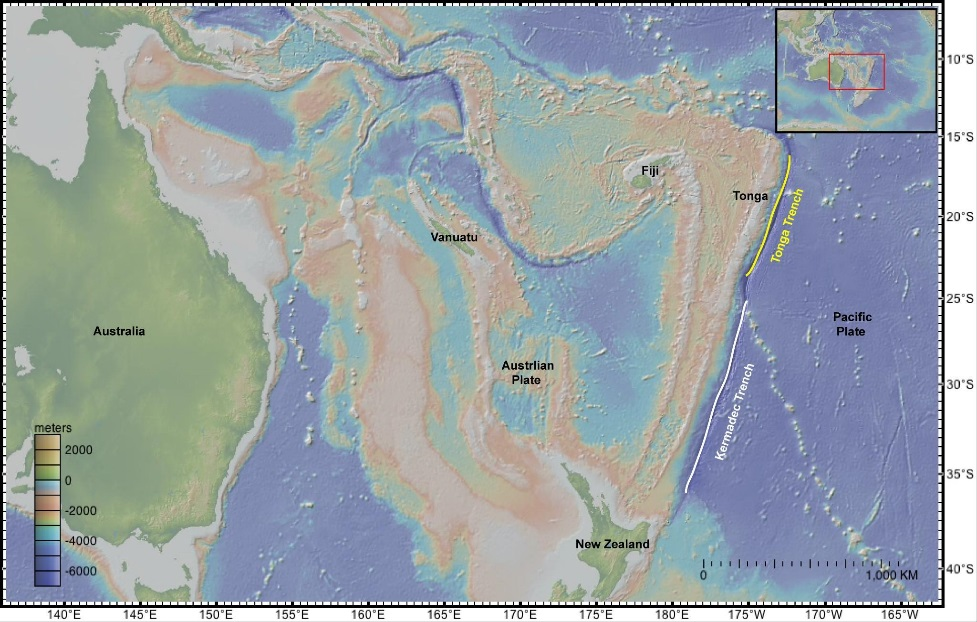 10°S
15°S
Fiji
Tonga
20°S
Tonga Trench
Vanuatu
25°S
Australia
Pacific
Plate
Austrlian
Plate
30°S
Kermadec Trench
meters
2000
0
-2000
-4000
-6000
35°S
New Zealand
40°S
0
1,000 KM
140°E
145°E
150°E
155°E
160°E
165°E
170°E
175°E
180°E
175°W
170°W
165°W